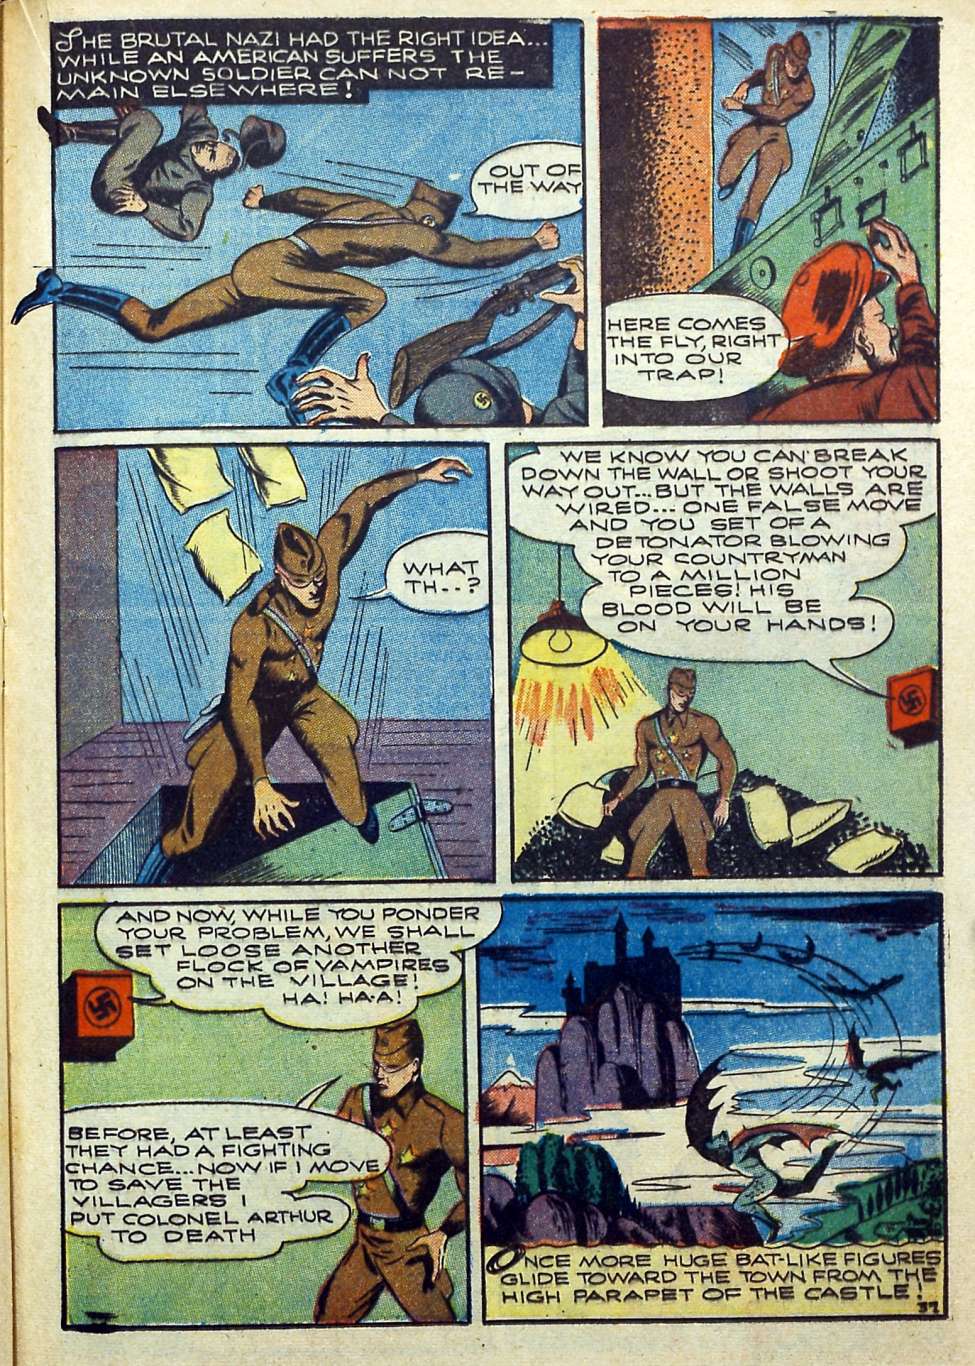 THE BRUTAL NAZI HAD THE RIGHT IDEA...
WHILE AN AMERICAN SUFFERS THE
UNKNOWN SOLDIER CAN NOT RE-
MAIN ELSEWHERE!
OUT OF
THE WAY
HERE COMES
THE FLY, RIGHT
INTO OUR
TRAP!
WHAT
TH--?
WE KNOW YOU CAN BREAK
DOWN THE WALL OR SHOOT YOUR
WAY OUT... BUT THE WALLS ARE
WIRED... ONE FALSE MOVE
AND YOU SET OF A
DETONATOR BLOWING
YOUR COUNTRYMAN
TO A MILLION
PIECES! HIS
BLOOD WILL BE
ON YOUR HANDS!
AND NOW, WHILE YOU PONDER
YOUR PROBLEM, WE SHALL
SET LOOSE ANOTHER
FLOCK OF VAMPIRES
ON THE VILLAGE!
HA! HA-A!
BEFORE, AT LEAST
THEY HAD A FIGHTING
CHANCE... NOW IF I MOVE
TO SAVE THE
VILLAGERS I
PUT COLONEL ARTHUR
TO DEATH
ONCE MORE HUGE BAT-LIKE FIGURES
GLIDE TOWARD THE TOWN FROM THE
HIGH PARAPET OF THE CASTLE!
37